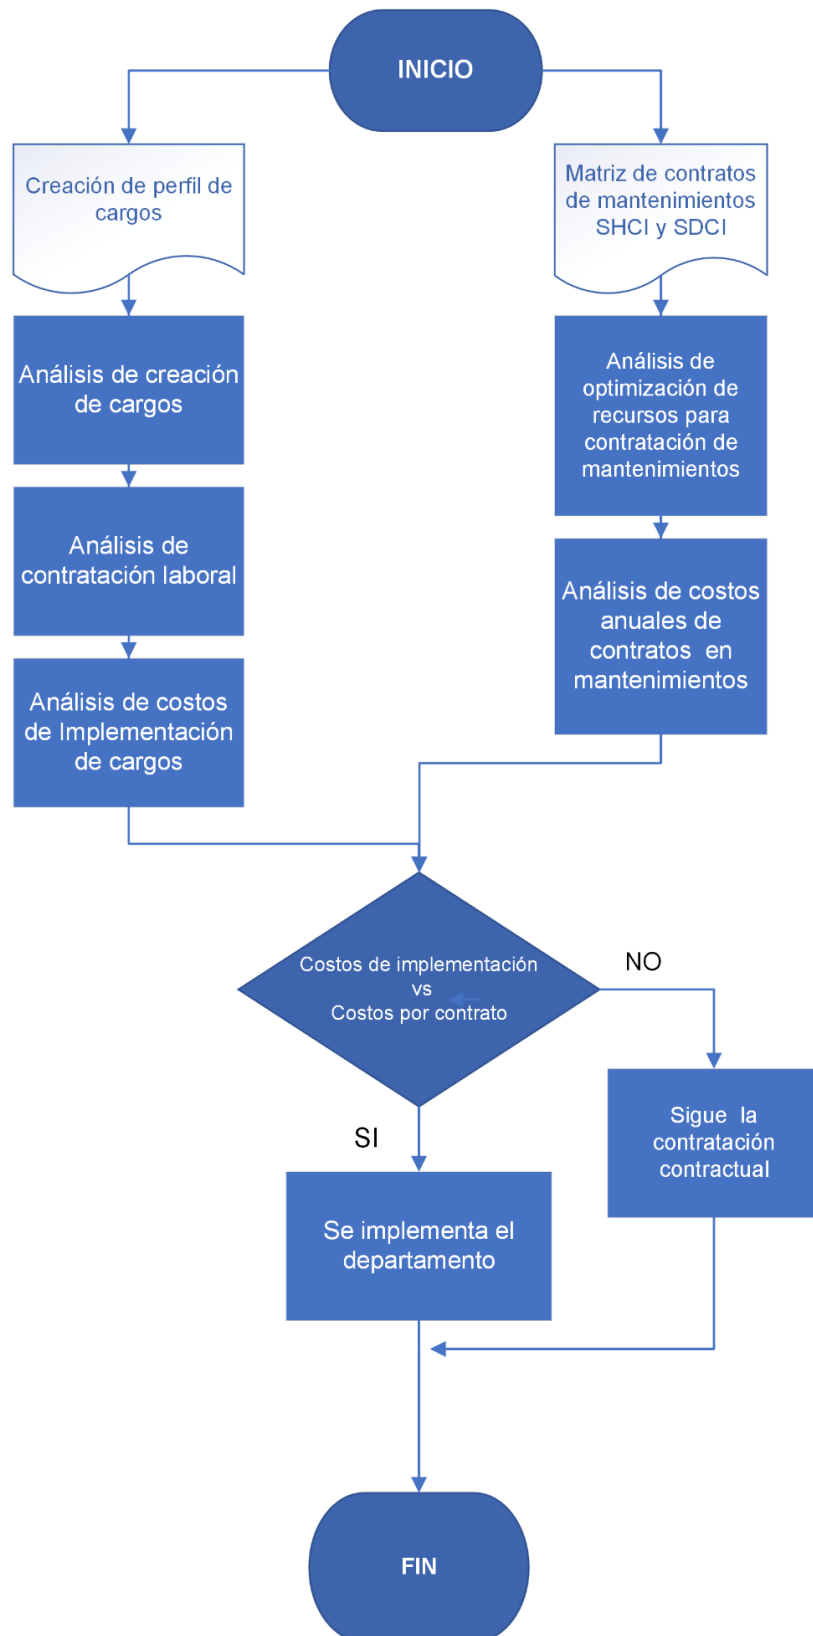 INICIO
Creación de perfil de
cargos
Matriz de contratos
de mantenimientos
SHCI y SDCI
Análisis de creación
de cargos
Análisis de
optimización de
recursos para
contratación de
mantenimientos
Análisis de
contratación laboral
Análisis de costos
anuales de
contratos  en
mantenimientos
Análisis de costos
de Implementación
de cargos
Costos de implementación
vs
Costos por contrato
NO
SI
Sigue  la
contratación
contractual
Se implementa el
departamento
FIN